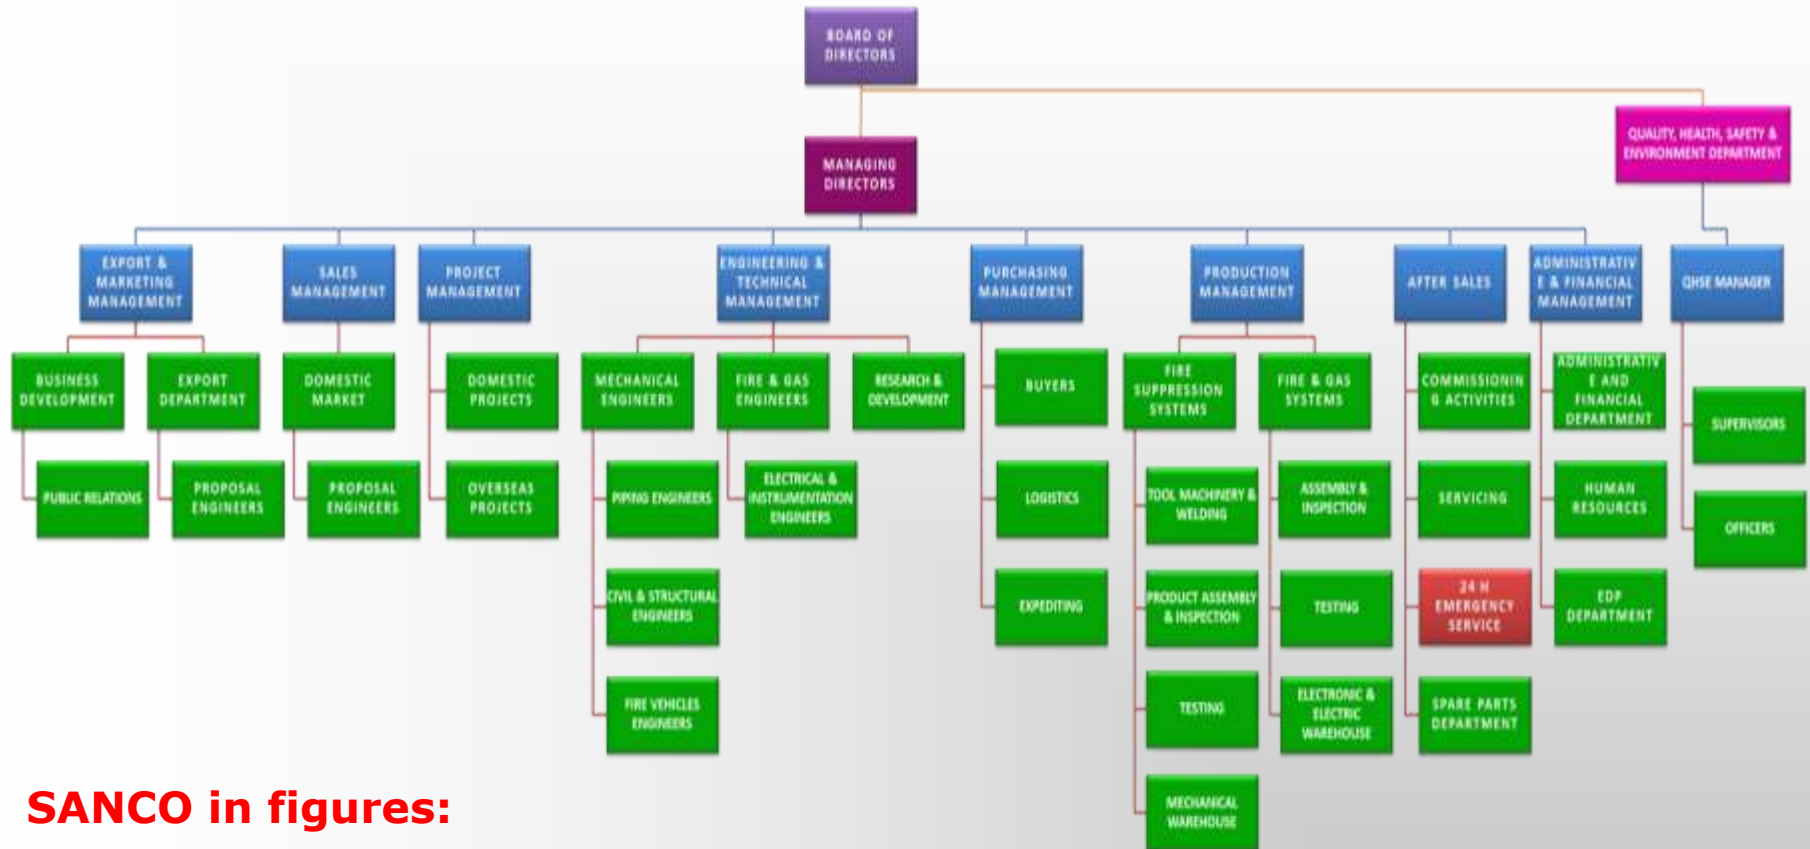 BOARD OF
DIRECTORS
QUALITY, HEALTH, SAFETY &
ENVIRONMENT DEPARTMENT
MANAGING
DIRECTORS
EXPORT &
MARKETING
MANAGEMENT
SALES
MANAGEMENT
PROJECT
MANAGEMENT
ENGINEERING &
TECHNICAL
MANAGEMENT
PURCHASING
MANAGEMENT
PRODUCTION
MANAGEMENT
AFTER SALES
ADMINISTRATIV
E & FINANCIAL
MANAGEMENT
QHSE MANAGER
BUSINESS
DEVELOPMENT
EXPORT
DEPARTMENT
DOMESTIC
MARKET
DOMESTIC
PROJECTS
MECHANICAL
ENGINEERS
FIRE & GAS
ENGINEERS
RESEARCH &
DEVELOPMENT
BUYERS
FIRE
SUPPRESSION
SYSTEMS
FIRE & GAS
SYSTEMS
COMMISSIONIN
G ACTIVITIES
ADMINISTRATIV
E AND
FINANCIAL
DEPARTMENT
SUPERVISORS
PUBLIC RELATIONS
PROPOSAL
ENGINEERS
PROPOSAL
ENGINEERS
OVERSEAS
PROJECTS
PIPING ENGINEERS
ELECTRICAL &
INSTRUMENTATION
ENGINEERS
LOGISTICS
TOOL MACHINERY &
WELDING
ASSEMBLY &
INSPECTION
SERVICING
HUMAN
RESOURCES
OFFICERS
CIVIL & STRUCTURAL
ENGINEERS
EXPEDITING
PRODUCT ASSEMBLY
& INSPECTION
TESTING
24 H
EMERGENCY
SERVICE
EDP
DEPARTMENT
FIRE VEHICLES
ENGINEERS
TESTING
ELECTRONIC &
ELECTRIC
WAREHOUSE
SPARE PARTS
DEPARTMENT
MECHANICAL
WAREHOUSE
SANCO in figures: